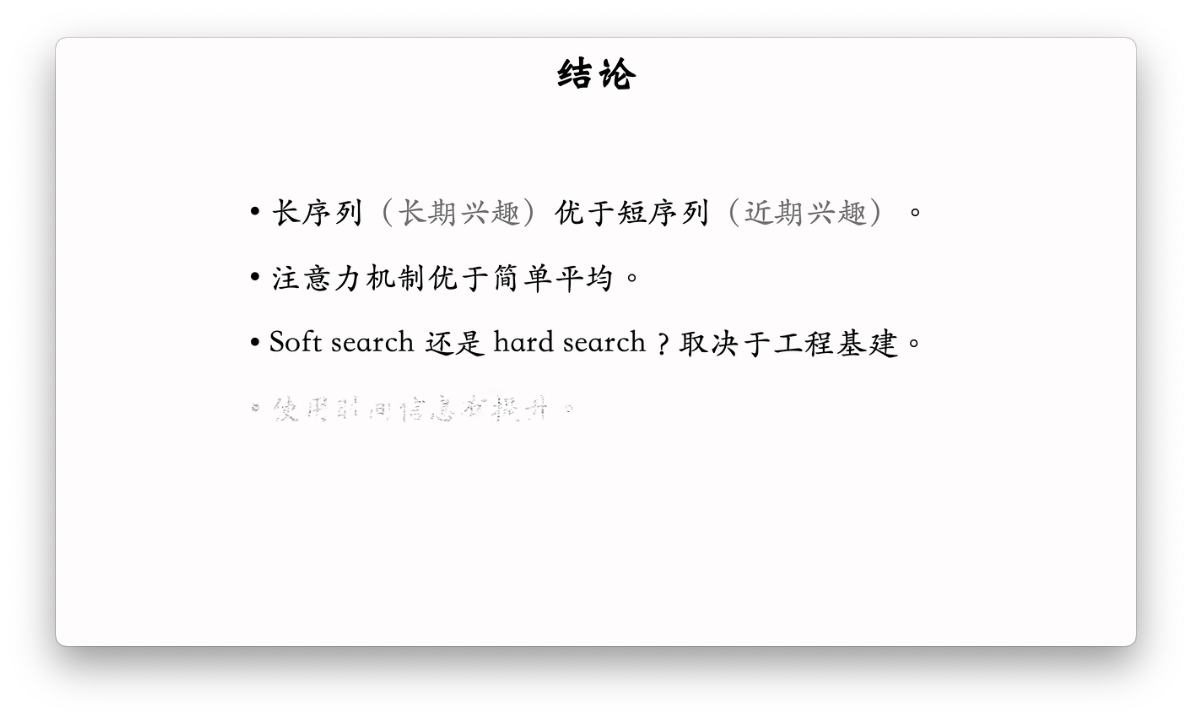 结论
• 长序列（长期兴趣）优于短序列（近期兴趣）。
• 注意力机制优于简单平均。
• Soft search 还是 hard search？取决于工程基建。
• 使用时间信息有提升。